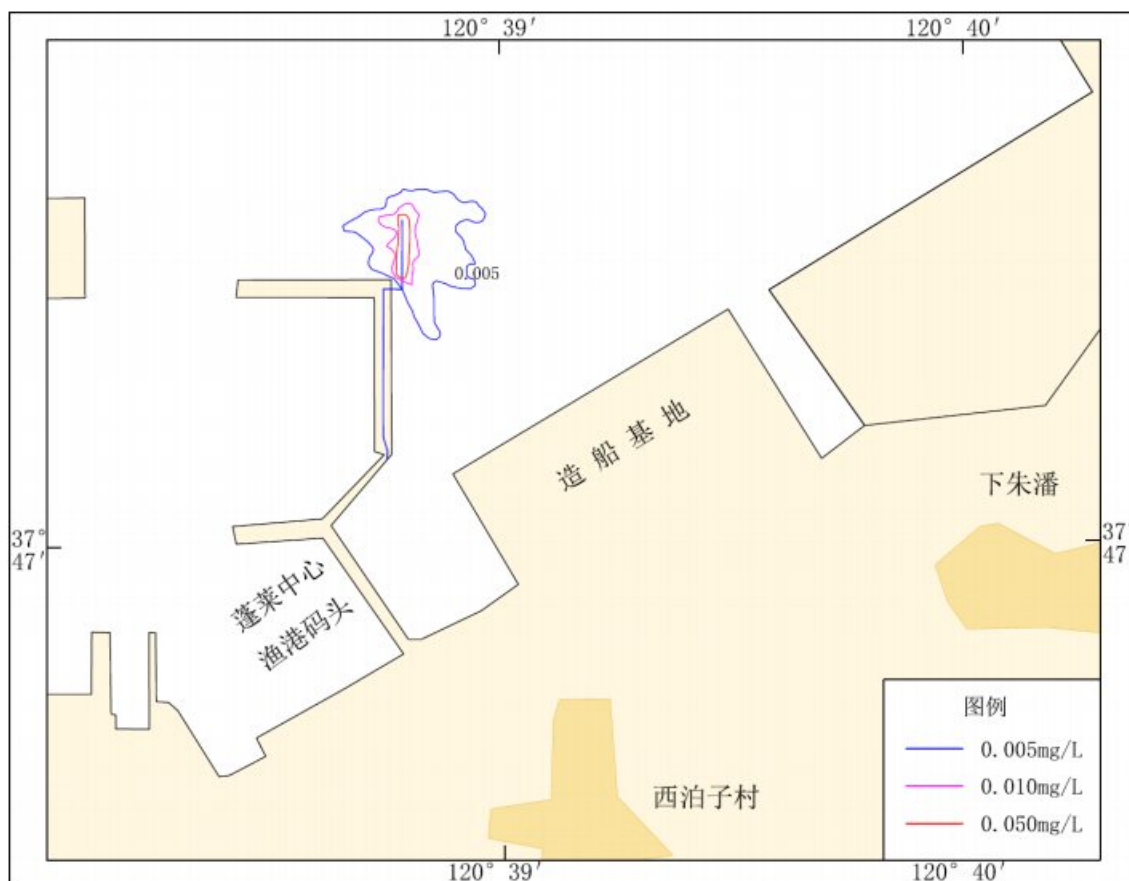 120° 39′
120° 40′
0.005
造船基地
下朱潘
37°
47′
37°
47′
蓬莱中心
渔港码头
图例
0.005mg/L
0.010mg/L
0.050mg/L
西泊子村
120° 39′
120° 40′